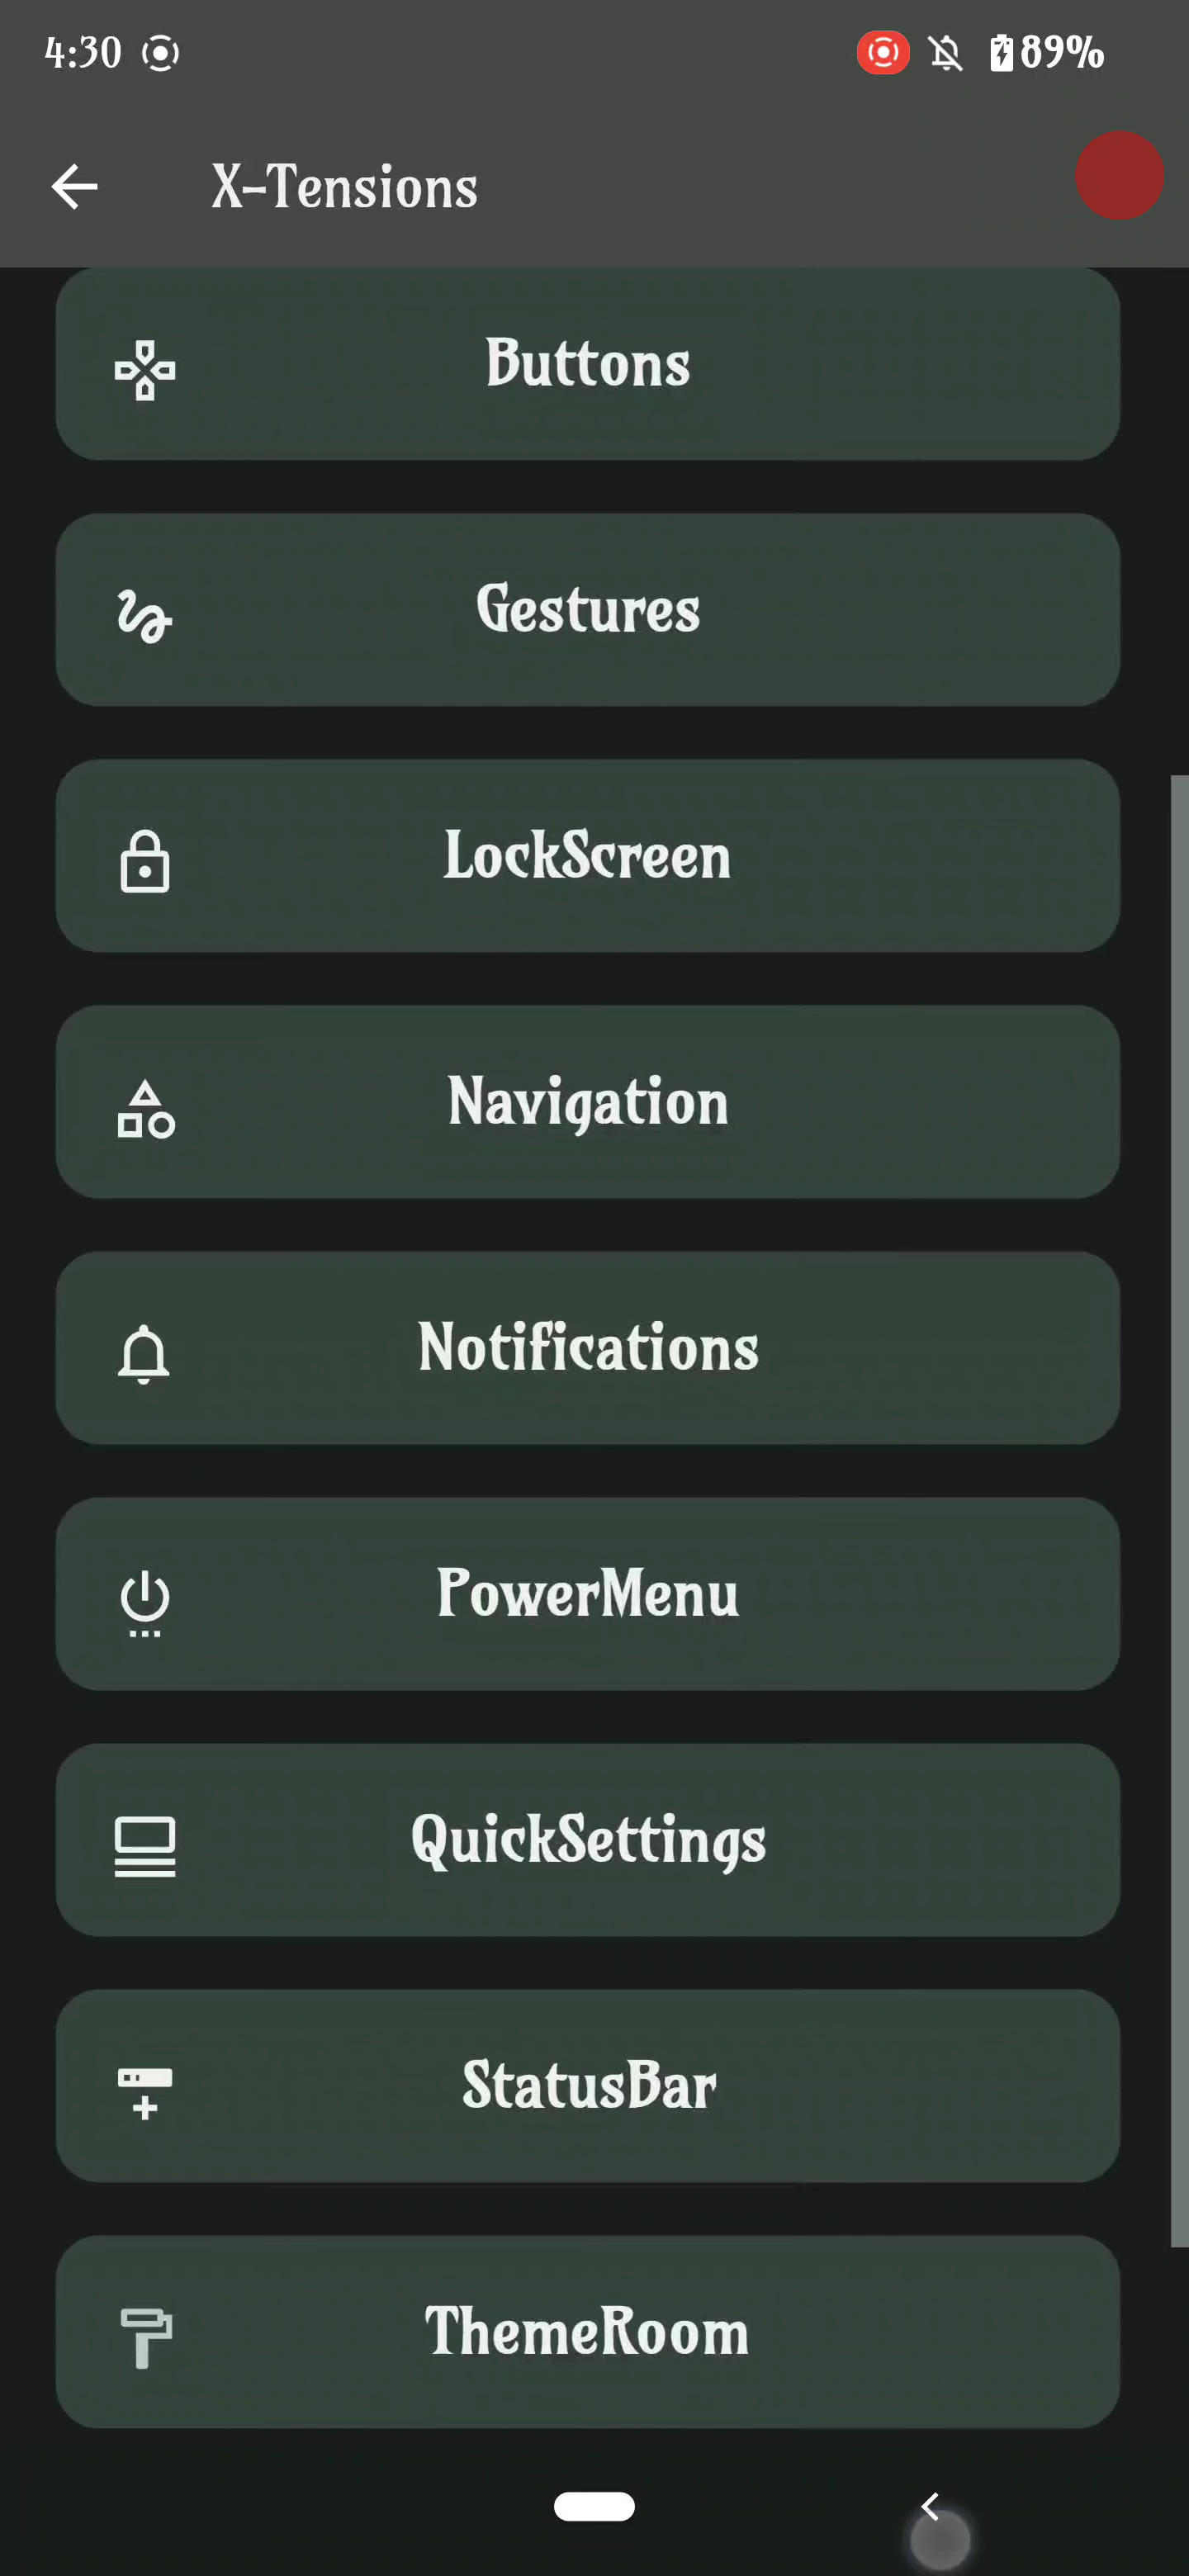 4:30 89%
X-Tensions
Buttons
Gestures
LockScreen
Navigation
Notifications
PowerMenu
QuickSettings
StatusBar
ThemeRoom